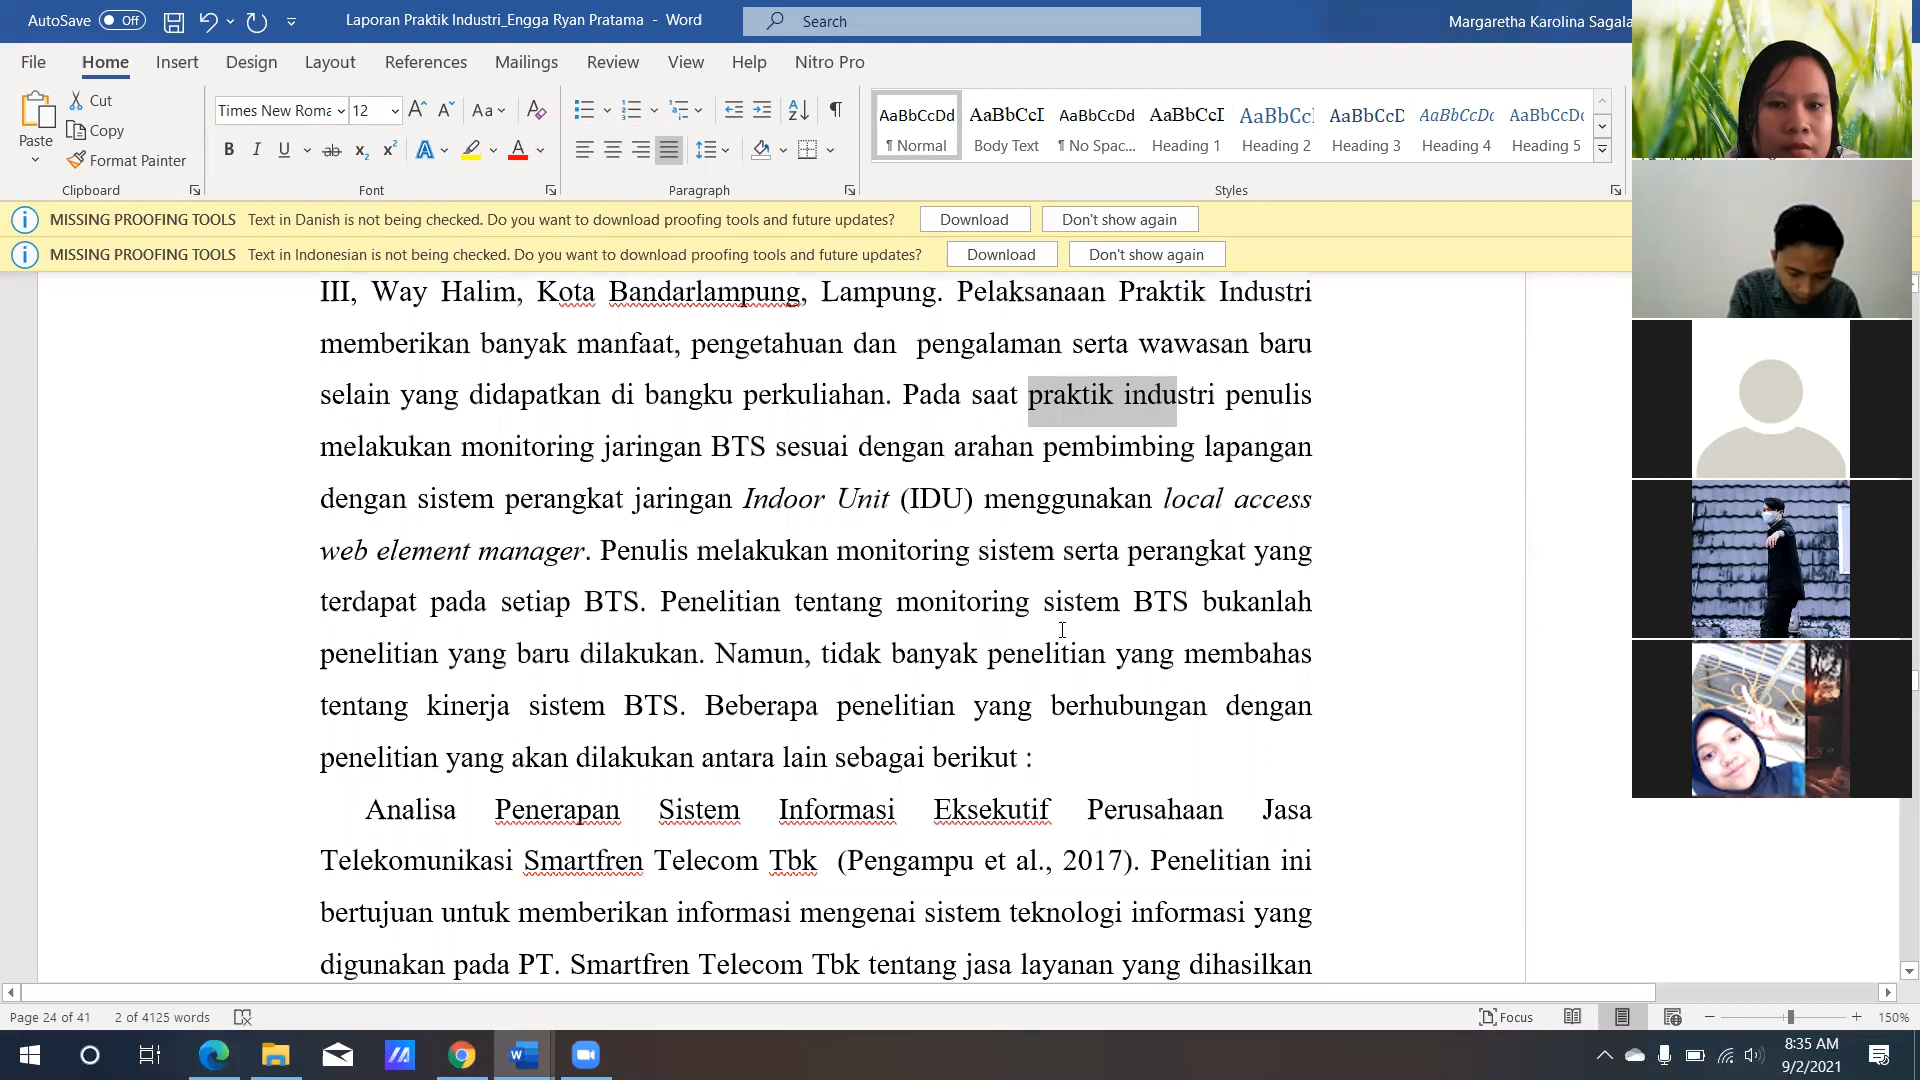 AutoSave Off Laporan Praktik Industri_Engga Ryan Pratama - Word Search Margaretha Karolina Sagala
File Home Insert Design Layout References Mailings Review View Help Nitro Pro
Paste Cut Copy Format Painter
Times New Roma 12
AaBbCcDd AaBbCcI AaBbCcDd AaBbCcI AaBbCcI AaBbCcD AaBbCcDc AaBbCcDc
¶ Normal Body Text ¶ No Spac... Heading 1 Heading 2 Heading 3 Heading 4 Heading 5
Clipboard Font Paragraph Styles
MISSING PROOFING TOOLS Text in Danish is not being checked. Do you want to download proofing tools and future updates? Download Don't show again
MISSING PROOFING TOOLS Text in Indonesian is not being checked. Do you want to download proofing tools and future updates? Download Don't show again
III, Way Halim, Kota Bandarlampung, Lampung. Pelaksanaan Praktik Industri
memberikan banyak manfaat, pengetahuan dan pengalaman serta wawasan baru
selain yang didapatkan di bangku perkuliahan. Pada saat praktik industri penulis
melakukan monitoring jaringan BTS sesuai dengan arahan pembimbing lapangan
dengan sistem perangkat jaringan Indoor Unit (IDU) menggunakan local access
web element manager. Penulis melakukan monitoring sistem serta perangkat yang
terdapat pada setiap BTS. Penelitian tentang monitoring sistem BTS bukanlah
penelitian yang baru dilakukan. Namun, tidak banyak penelitian yang membahas
tentang kinerja sistem BTS. Beberapa penelitian yang berhubungan dengan
penelitian yang akan dilakukan antara lain sebagai berikut :
Analisa Penerapan Sistem Informasi Eksekutif Perusahaan Jasa
Telekomunikasi Smartfren Telecom Tbk (Pengampu et al., 2017). Penelitian ini
bertujuan untuk memberikan informasi mengenai sistem teknologi informasi yang
digunakan pada PT. Smartfren Telecom Tbk tentang jasa layanan yang dihasilkan
Page 24 of 41 2 of 4125 words Focus 150%
8:35 AM
9/2/2021